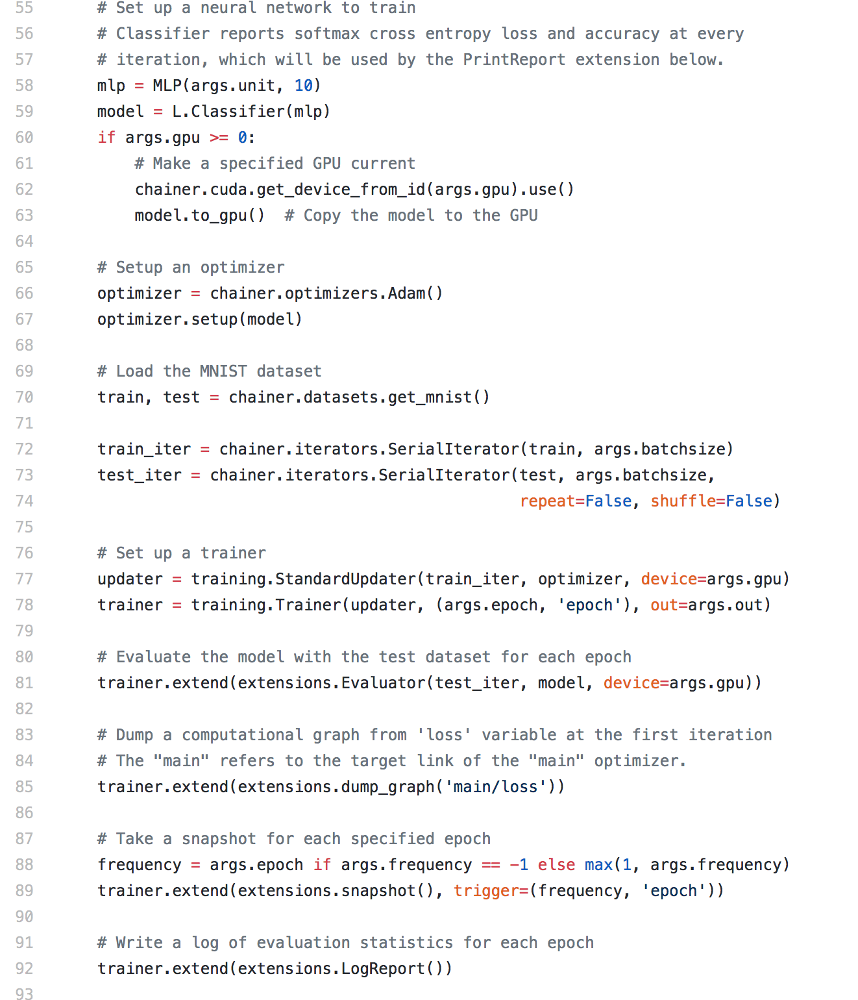 55 # Set up a neural network to train
56 # Classifier reports softmax cross entropy loss and accuracy at every
57 # iteration, which will be used by the PrintReport extension below.
58 mlp = MLP(args.unit, 10)
59 model = L.Classifier(mlp)
60 if args.gpu >= 0:
61     # Make a specified GPU current
62     chainer.cuda.get_device_from_id(args.gpu).use()
63     model.to_gpu()  # Copy the model to the GPU
64
65 # Setup an optimizer
66 optimizer = chainer.optimizers.Adam()
67 optimizer.setup(model)
68
69 # Load the MNIST dataset
70 train, test = chainer.datasets.get_mnist()
71
72 train_iter = chainer.iterators.SerialIterator(train, args.batchsize)
73 test_iter = chainer.iterators.SerialIterator(test, args.batchsize,
74                                              repeat=False, shuffle=False)
75
76 # Set up a trainer
77 updater = training.StandardUpdater(train_iter, optimizer, device=args.gpu)
78 trainer = training.Trainer(updater, (args.epoch, 'epoch'), out=args.out)
79
80 # Evaluate the model with the test dataset for each epoch
81 trainer.extend(extensions.Evaluator(test_iter, model, device=args.gpu))
82
83 # Dump a computational graph from 'loss' variable at the first iteration
84 # The "main" refers to the target link of the "main" optimizer.
85 trainer.extend(extensions.dump_graph('main/loss'))
86
87 # Take a snapshot for each specified epoch
88 frequency = args.epoch if args.frequency == -1 else max(1, args.frequency)
89 trainer.extend(extensions.snapshot(), trigger=(frequency, 'epoch'))
90
91 # Write a log of evaluation statistics for each epoch
92 trainer.extend(extensions.LogReport())
93